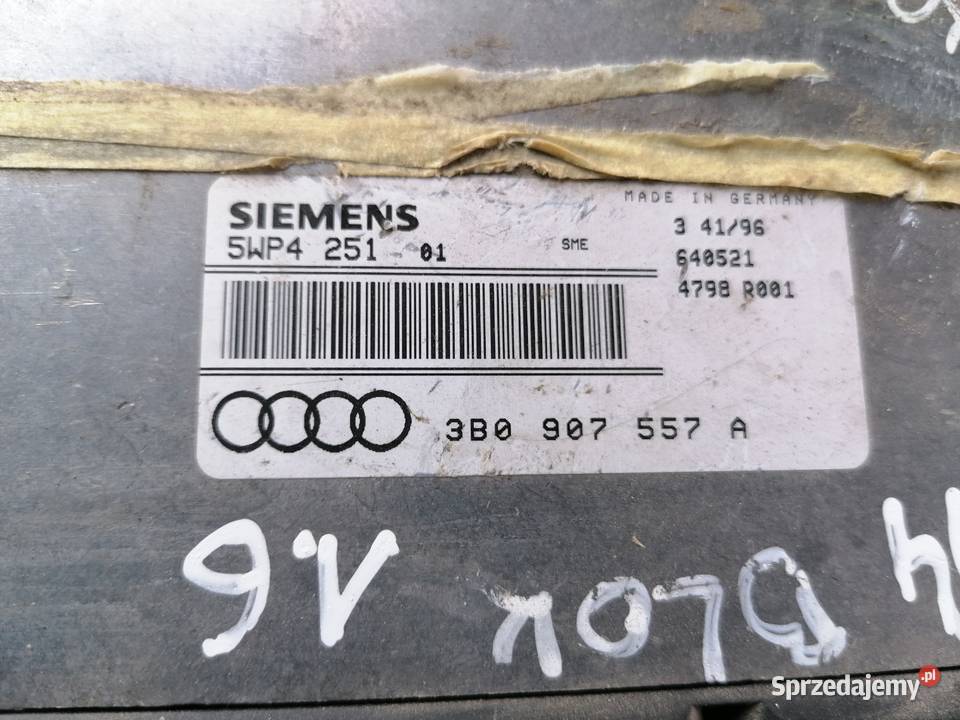 MADE IN GERMANY
SIEMENS
5WP4 251 01
SME
3 41/96
640521
4798 R001
3B0 907 557 A
Sprzedajemy.pl